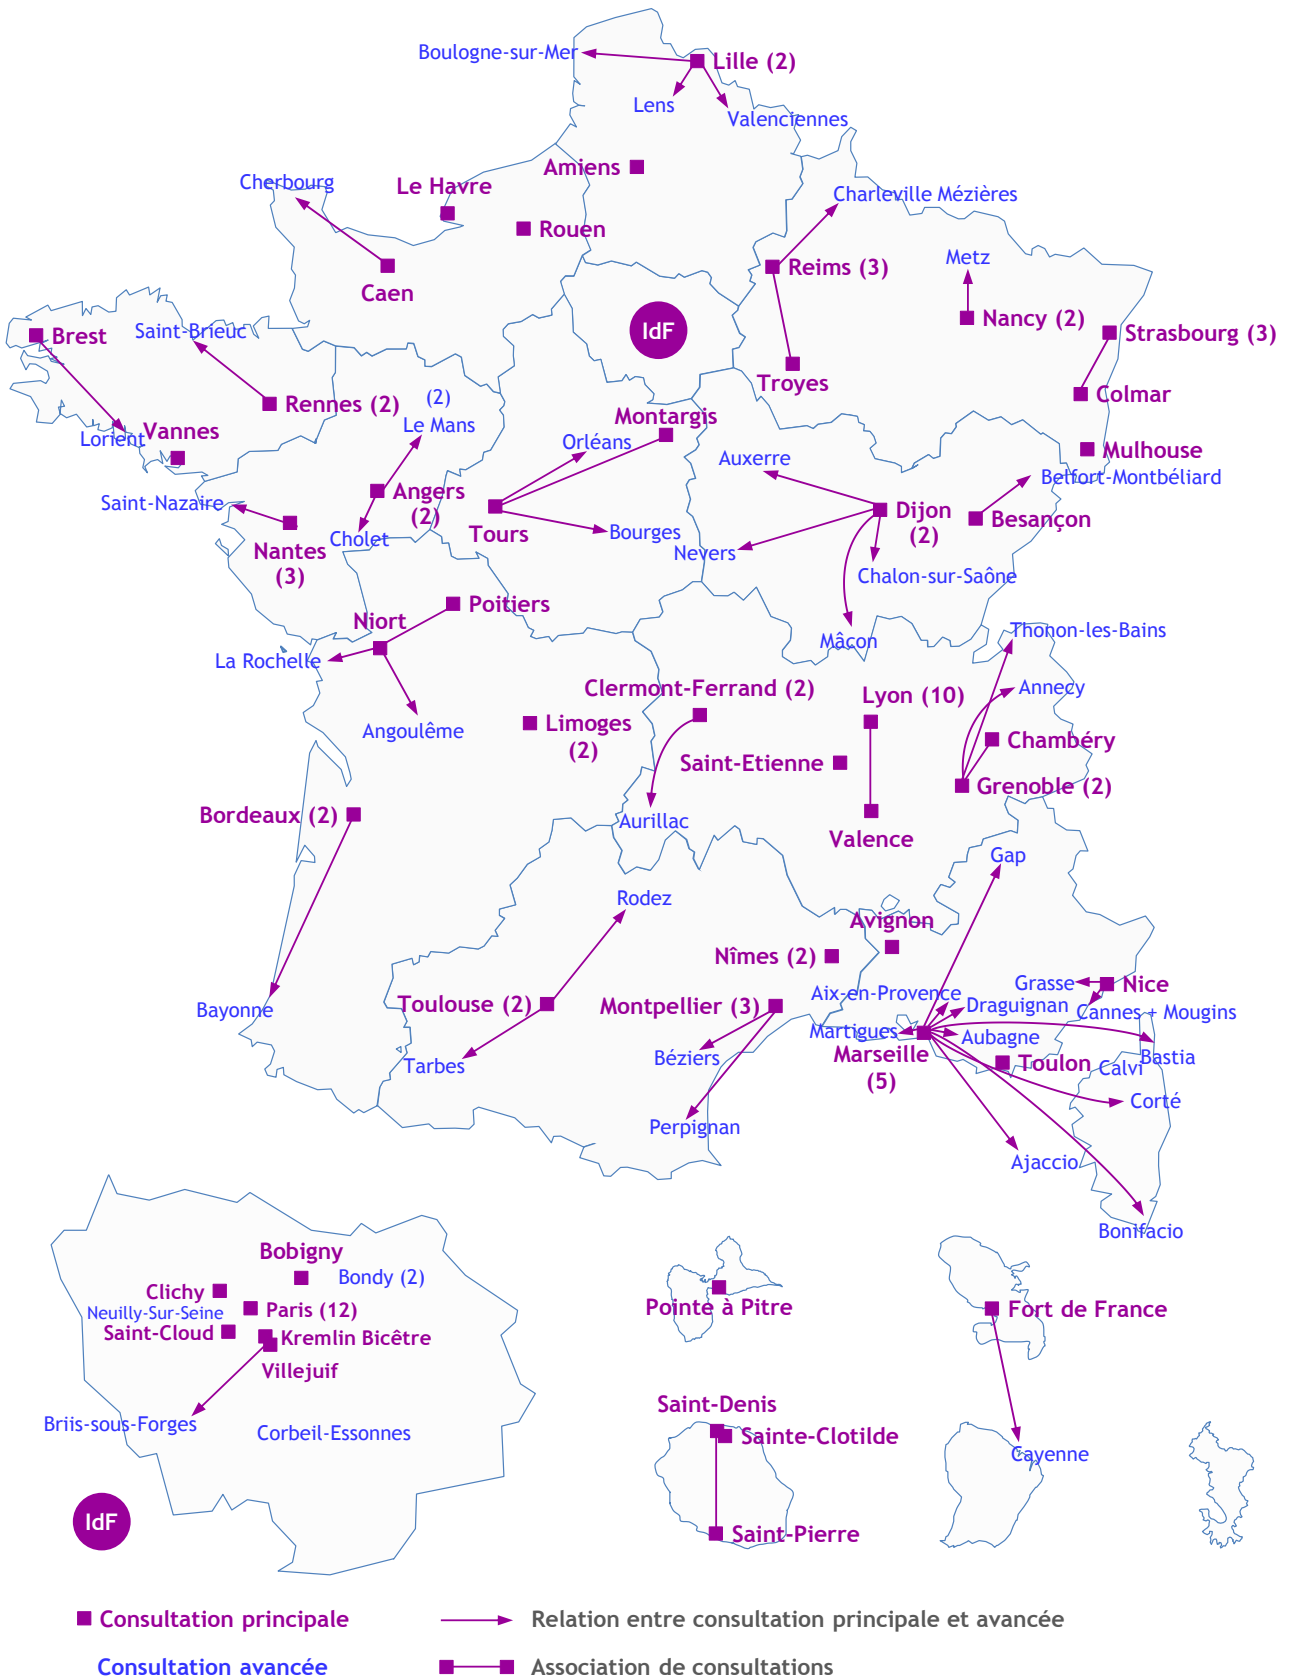 Boulogne-sur-Mer
Lille (2)
Lens
Valenciennes
Amiens
Cherbourg
Le Havre
Charleville Mézières
Rouen
Metz
Reims (3)
Caen
Nancy (2)
IdF
Brest
Saint-Brieuc
Strasbourg (3)
Troyes
Colmar
Rennes (2)
(2)
Le Mans
Montargis
Vannes
Lorient
Orléans
Mulhouse
Auxerre
Belfort-Montbéliard
Saint-Nazaire
Angers
(2)
Dijon
(2)
Besançon
Tours
Bourges
Cholet
Nantes
(3)
Nevers
Chalon-sur-Saône
Poitiers
Niort
Mâcon
Thonon-les-Bains
La Rochelle
Annecy
Clermont-Ferrand (2)
Lyon (10)
Angoulême
Limoges
(2)
Chambéry
Saint-Etienne
Grenoble (2)
Bordeaux (2)
Aurillac
Valence
Gap
Rodez
Avignon
Nîmes (2)
Grasse
Nice
Aix-en-Provence
Draguignan
Cannes + Mougins
Toulouse (2)
Montpellier (3)
Bayonne
Martigues
Aubagne
Marseille
(5)
Béziers
Bastia
Toulon
Calvi
Tarbes
Corté
Perpignan
Ajaccio
Bonifacio
Bobigny
Bondy (2)
Clichy
Neuilly-Sur-Seine
Paris (12)
Saint-Cloud
Kremlin Bicêtre
Villejuif
Briis-sous-Forges
Corbeil-Essonnes
IdF
Pointe à Pitre
Fort de France
Saint-Denis
Sainte-Clotilde
Cayenne
Saint-Pierre
Consultation principale
Relation entre consultation principale et avancée
Consultation avancée
Association de consultations